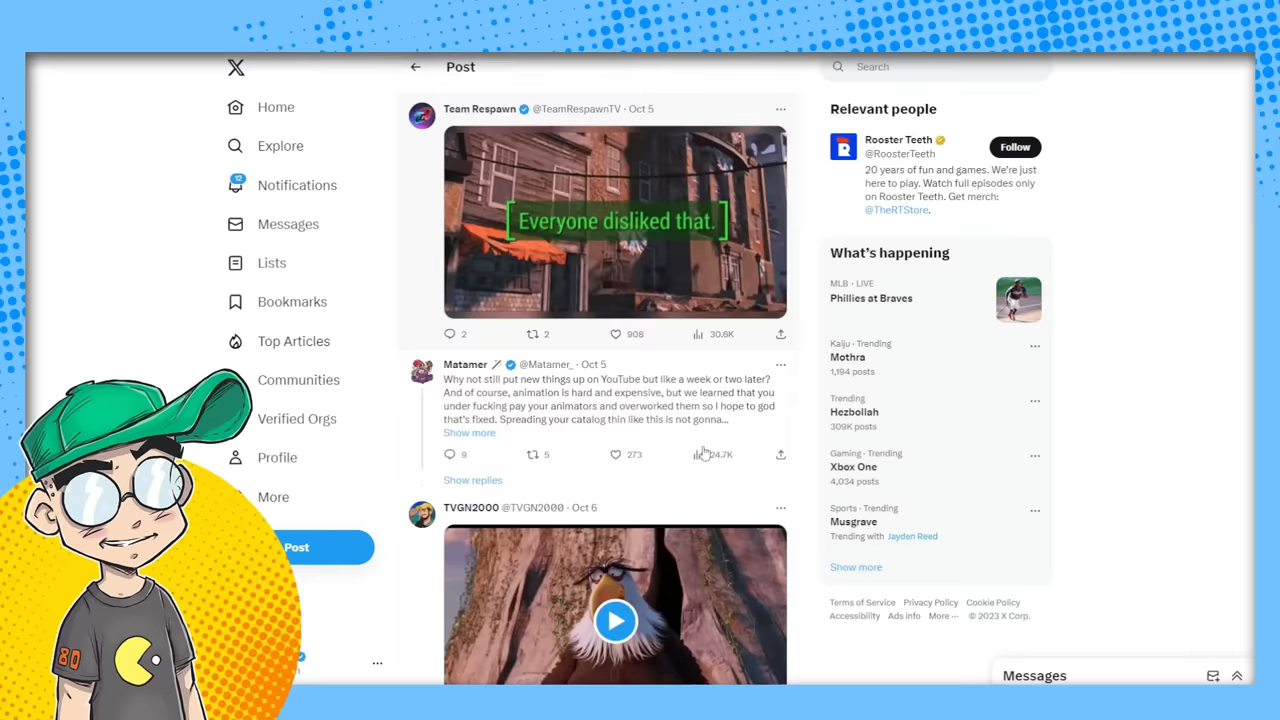 Home
Explore
12
Notifications
Messages
Lists
Bookmarks
Top Articles
Communities
Verified Orgs
Profile
More
Post
80
Post
Team Respawn @TeamRespawnTV · Oct 5
Everyone disliked that.
2
2
908
30.6K
Matamer @Matamer_ · Oct 5
Why not still put new things up on YouTube but like a week or two later?
And of course, animation is hard and expensive, but we learned that you
under fucking pay your animators and overworked them so I hope to god
that's fixed. Spreading your catalog thin like this is not gonna...
Show more
9
5
273
24.7K
Show replies
TVGN2000 @TVGN2000 · Oct 6
Search
Relevant people
Rooster Teeth
@RoosterTeeth
Follow
20 years of fun and games. We're just
here to play. Watch full episodes only
on Rooster Teeth. Get merch:
@TheRTStore.
What's happening
MLB · LIVE
Phillies at Braves
Kaiju · Trending
Mothra
1,194 posts
Trending
Hezbollah
309K posts
Gaming · Trending
Xbox One
4,034 posts
Sports · Trending
Musgrave
Trending with Jayden Reed
Show more
Terms of Service Privacy Policy Cookie Policy
Accessibility Ads info More ··· © 2023 X Corp.
Messages